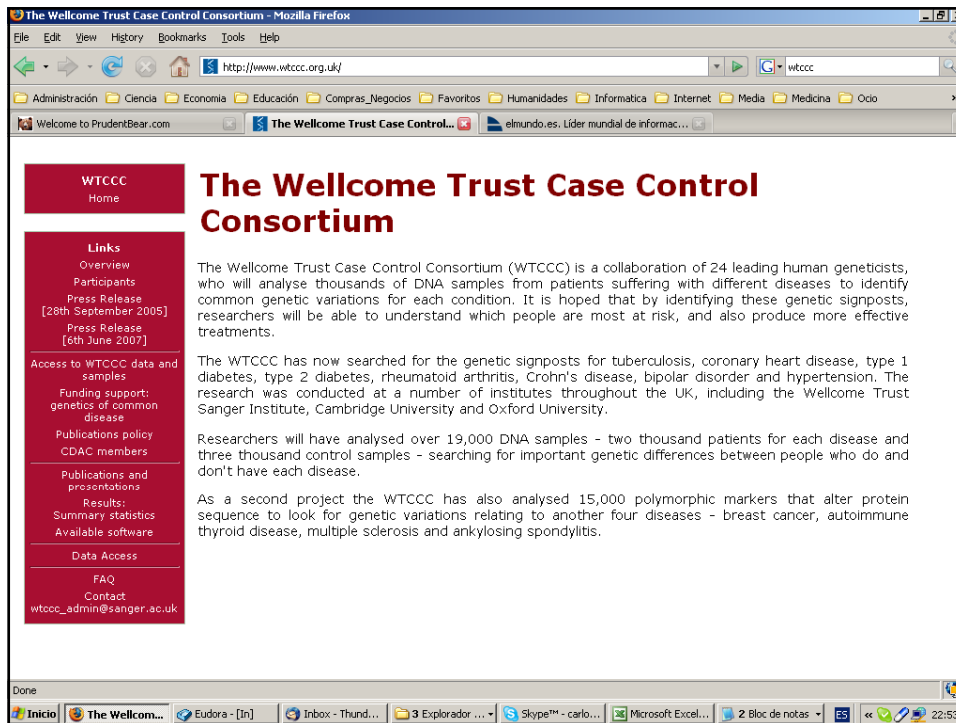 The Wellcome Trust Case Control Consortium - Mozilla Firefox
File Edit View History Bookmarks Tools Help
http://www.wtccc.org.uk/
G
wtccc
Administración Ciencia Economia Educación Compras_Negocios Favoritos Humanidades Informatica Internet Media Medicina Ocio
Welcome to PrudentBear.com
The Wellcome Trust Case Control...
elmundo.es. Líder mundial de informac...
WTCCC
Home
Links
Overview
Participants
Press Release
[28th September 2005]
Press Release
[6th June 2007]
Access to WTCCC data and
samples
Funding support:
genetics of common
disease
Publications policy
CDAC members
Publications and
presentations
Results:
Summary statistics
Available software
Data Access
FAQ
Contact
wtccc_admin@sanger.ac.uk
The Wellcome Trust Case Control
Consortium
The Wellcome Trust Case Control Consortium (WTCCC) is a collaboration of 24 leading human geneticists,
who will analyse thousands of DNA samples from patients suffering with different diseases to identify
common genetic variations for each condition. It is hoped that by identifying these genetic signposts,
researchers will be able to understand which people are most at risk, and also produce more effective
treatments.
The WTCCC has now searched for the genetic signposts for tuberculosis, coronary heart disease, type 1
diabetes, type 2 diabetes, rheumatoid arthritis, Crohn's disease, bipolar disorder and hypertension. The
research was conducted at a number of institutes throughout the UK, including the Wellcome Trust
Sanger Institute, Cambridge University and Oxford University.
Researchers will have analysed over 19,000 DNA samples - two thousand patients for each disease and
three thousand control samples - searching for important genetic differences between people who do and
don't have each disease.
As a second project the WTCCC has also analysed 15,000 polymorphic markers that alter protein
sequence to look for genetic variations relating to another four diseases - breast cancer, autoimmune
thyroid disease, multiple sclerosis and ankylosing spondylitis.
Done
Inicio
The Wellcom...
Eudora - [In]
Inbox - Thund...
3 Explorador ...
Skype™ - carlo...
Microsoft Excel...
2 Bloc de notas
ES
«
22:53